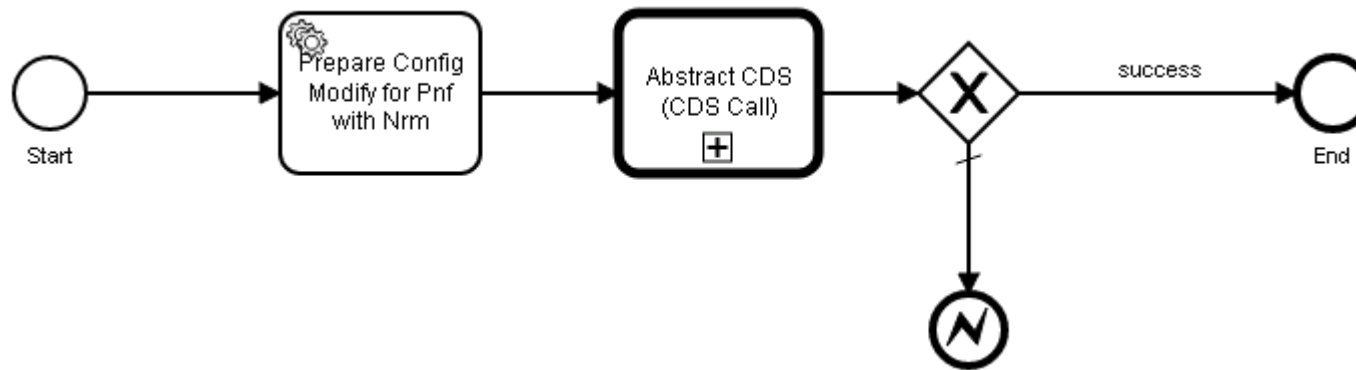 Start
Prepare Config
Modify for Pnf
with Nrm
Abstract CDS
(CDS Call)
success
End